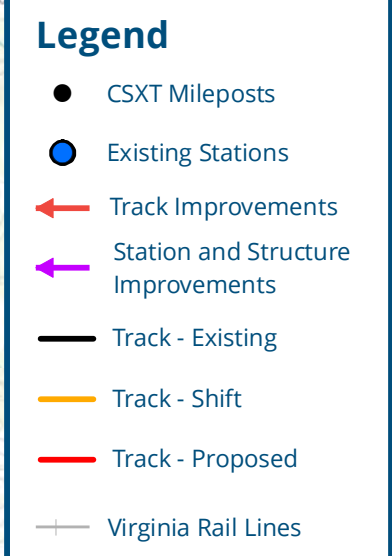 Legend
CSXT Mileposts
Existing Stations
Track Improvements
Station and Structure
Improvements
Track - Existing
Track - Shift
Track - Proposed
Virginia Rail Lines